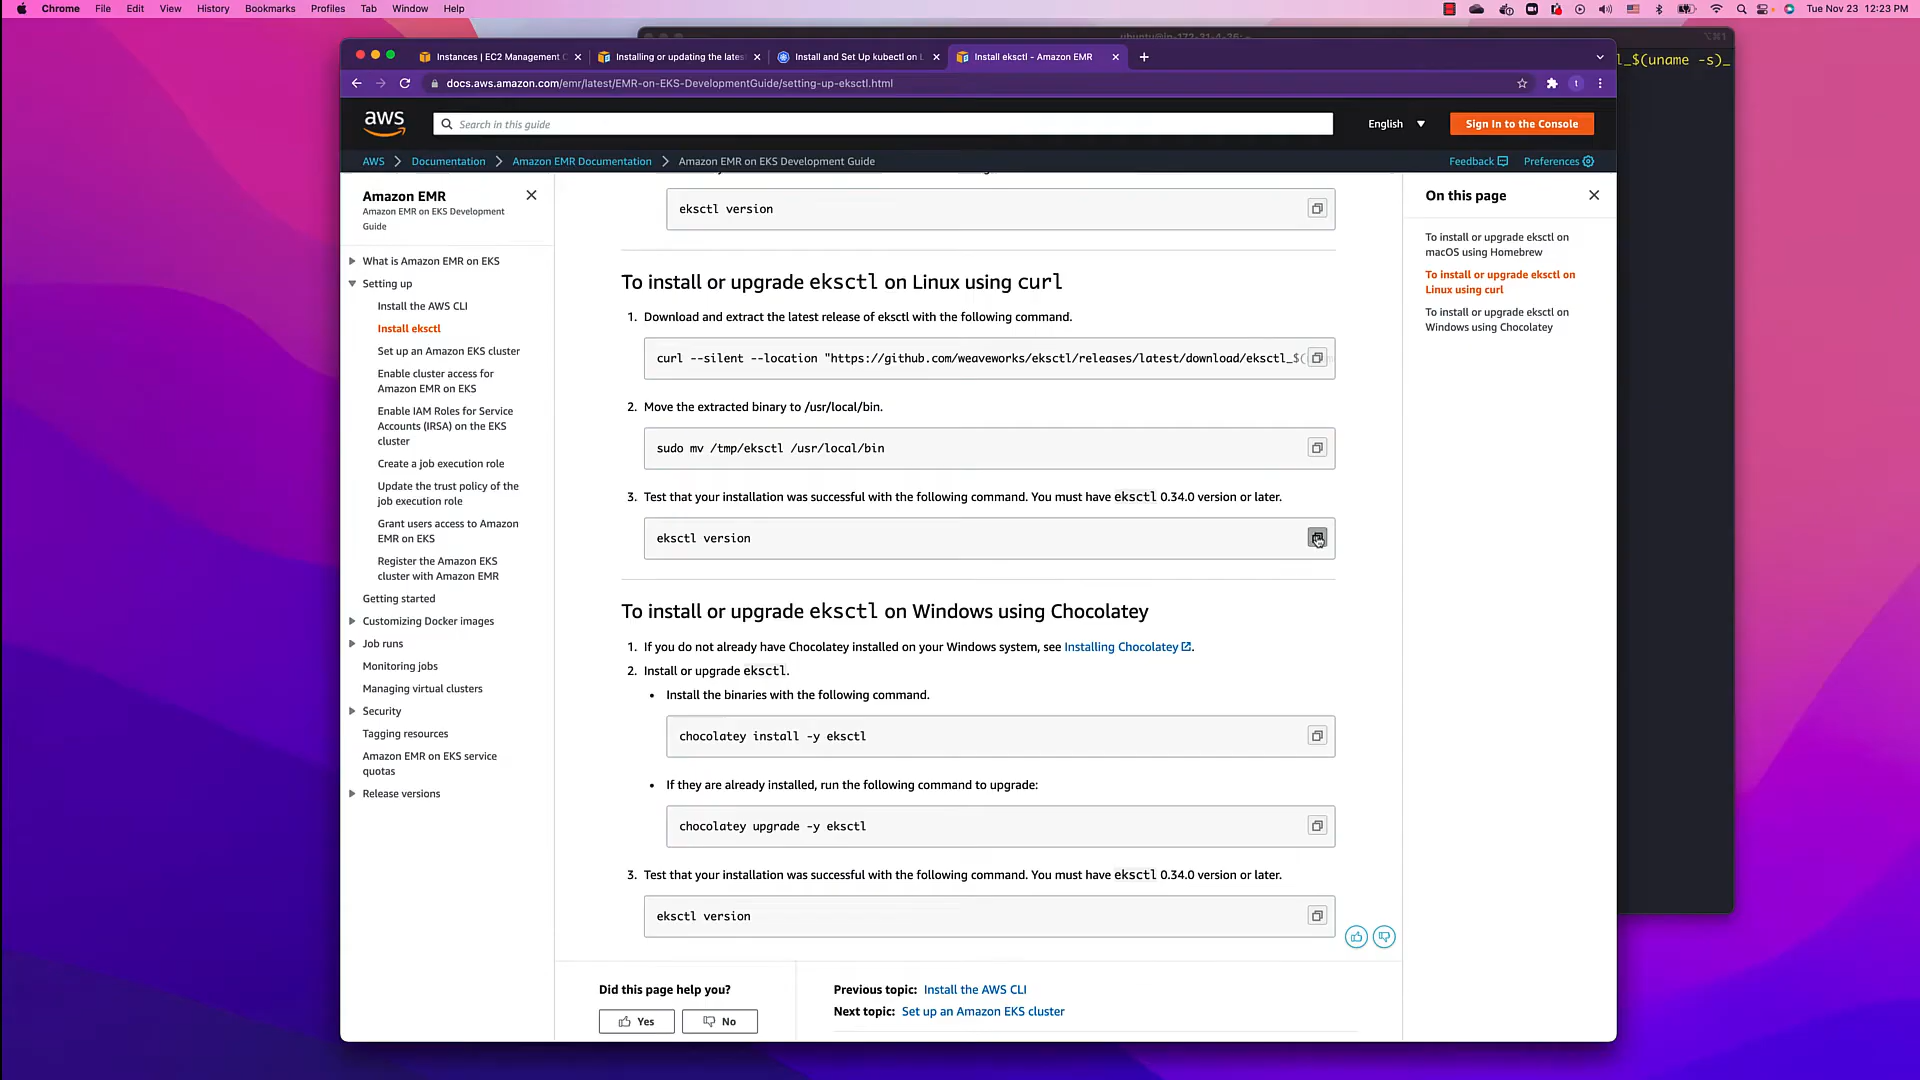 Chrome File Edit View History Bookmarks Profiles Tab Window Help
Tue Nov 23 12:23 PM
ubuntu@ip-172-31-4-26: ~
Instances | EC2 Management C
Installing or updating the lates
Install and Set Up kubectl on L
Install eksctl - Amazon EMR
l_$(uname -s)_
docs.aws.amazon.com/emr/latest/EMR-on-EKS-DevelopmentGuide/setting-up-eksctl.html
aws
Search in this guide
English
Sign In to the Console
AWS > Documentation > Amazon EMR Documentation > Amazon EMR on EKS Development Guide
Feedback
Preferences
Amazon EMR
Amazon EMR on EKS Development
Guide
What is Amazon EMR on EKS
Setting up
Install the AWS CLI
Install eksctl
Set up an Amazon EKS cluster
Enable cluster access for
Amazon EMR on EKS
Enable IAM Roles for Service
Accounts (IRSA) on the EKS
cluster
Create a job execution role
Update the trust policy of the
job execution role
Grant users access to Amazon
EMR on EKS
Register the Amazon EKS
cluster with Amazon EMR
Getting started
Customizing Docker images
Job runs
Monitoring jobs
Managing virtual clusters
Security
Tagging resources
Amazon EMR on EKS service
quotas
Release versions
eksctl version
To install or upgrade eksctl on Linux using curl
1. Download and extract the latest release of eksctl with the following command.
curl --silent --location "https://github.com/weaveworks/eksctl/releases/latest/download/eksctl_$(
2. Move the extracted binary to /usr/local/bin.
sudo mv /tmp/eksctl /usr/local/bin
3. Test that your installation was successful with the following command. You must have eksctl 0.34.0 version or later.
eksctl version
To install or upgrade eksctl on Windows using Chocolatey
1. If you do not already have Chocolatey installed on your Windows system, see Installing Chocolatey.
2. Install or upgrade eksctl.
• Install the binaries with the following command.
chocolatey install -y eksctl
• If they are already installed, run the following command to upgrade:
chocolatey upgrade -y eksctl
3. Test that your installation was successful with the following command. You must have eksctl 0.34.0 version or later.
eksctl version
Did this page help you?
Yes
No
Previous topic: Install the AWS CLI
Next topic: Set up an Amazon EKS cluster
On this page
To install or upgrade eksctl on
macOS using Homebrew
To install or upgrade eksctl on
Linux using curl
To install or upgrade eksctl on
Windows using Chocolatey